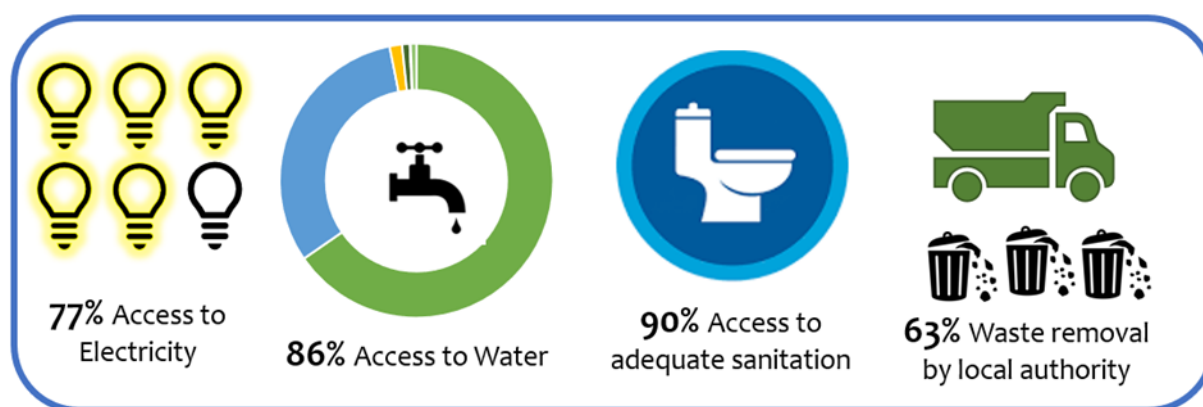 77% Access to
Electricity
86% Access to Water
90% Access to
adequate sanitation
63% Waste removal
by local authority